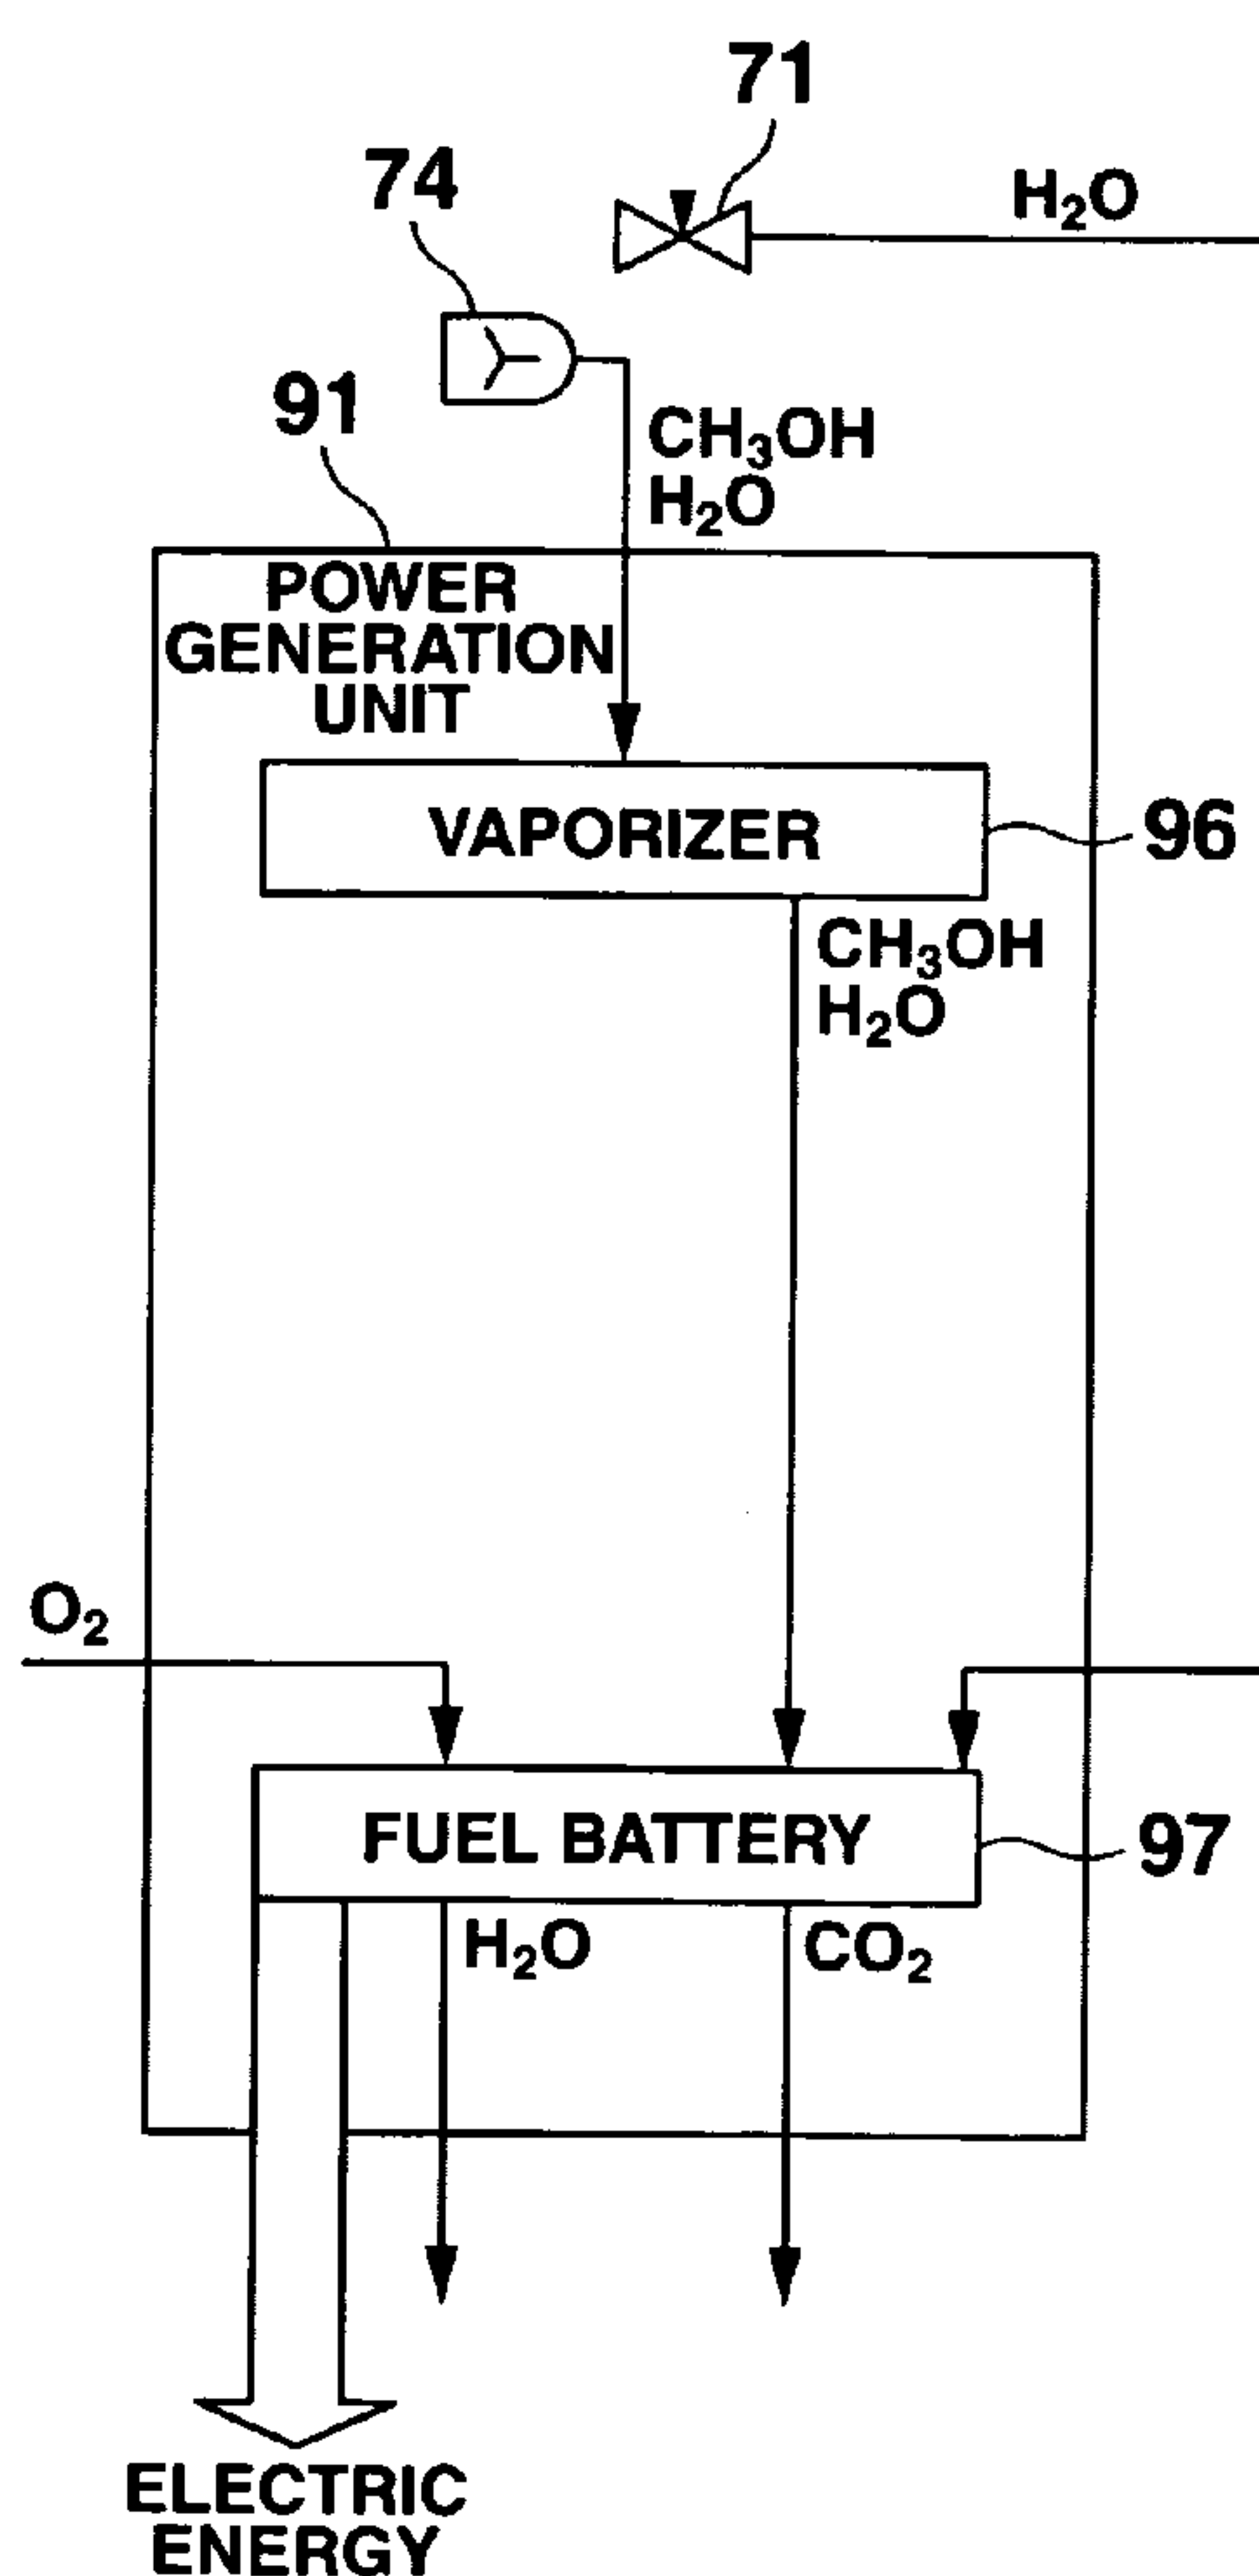 71
74
H₂O
91
CH₃OH
H₂O
POWER
GENERATION
UNIT
VAPORIZER
96
CH₃OH
H₂O
O₂
FUEL BATTERY
97
H₂O
CO₂
ELECTRIC
ENERGY